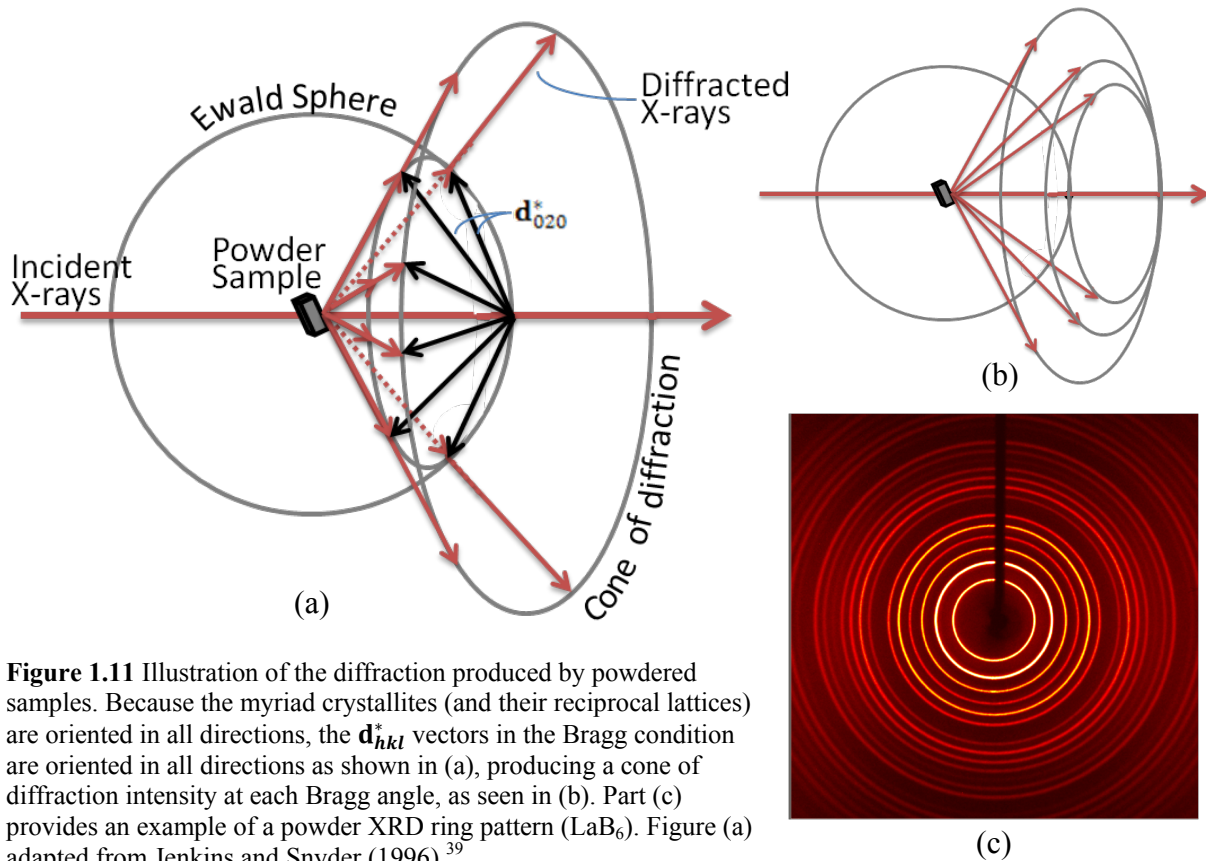 Ewald Sphere
Diffracted
X-rays
d*020
Powder
Sample
Incident
X-rays
Cone of diffraction
(a)
(b)
(c)
Figure 1.11 Illustration of the diffraction produced by powdered
samples. Because the myriad crystallites (and their reciprocal lattices)
are oriented in all directions, the d*hkl vectors in the Bragg condition
are oriented in all directions as shown in (a), producing a cone of
diffraction intensity at each Bragg angle, as seen in (b). Part (c)
provides an example of a powder XRD ring pattern (LaB6). Figure (a)
adapted from Jenkins and Snyder (1996).39